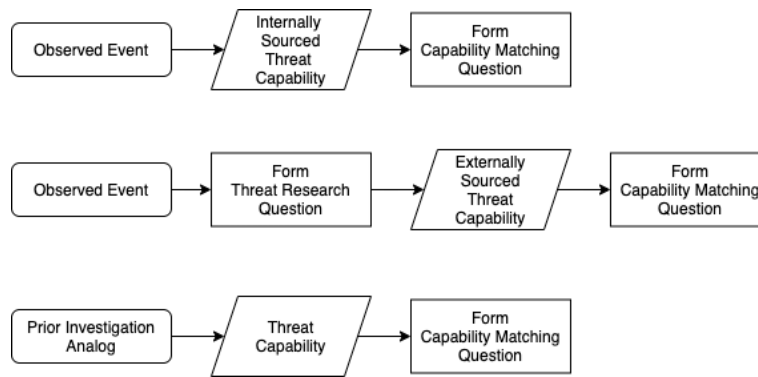 Observed Event
Internally
Sourced
Threat
Capability
Form
Capability Matching
Question
Observed Event
Form
Threat Research
Question
Externally
Sourced
Threat
Capability
Form
Capability Matching
Question
Prior Investigation
Analog
Threat
Capability
Form
Capability Matching
Question